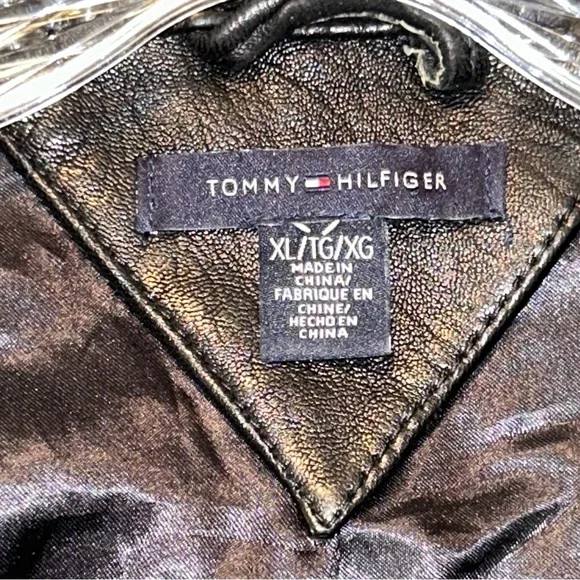 TOMMY HILFIGER
XL/TG/XG
MADE IN
CHINA/
FABRIQUE EN
CHINE/
HECHO EN
CHINA